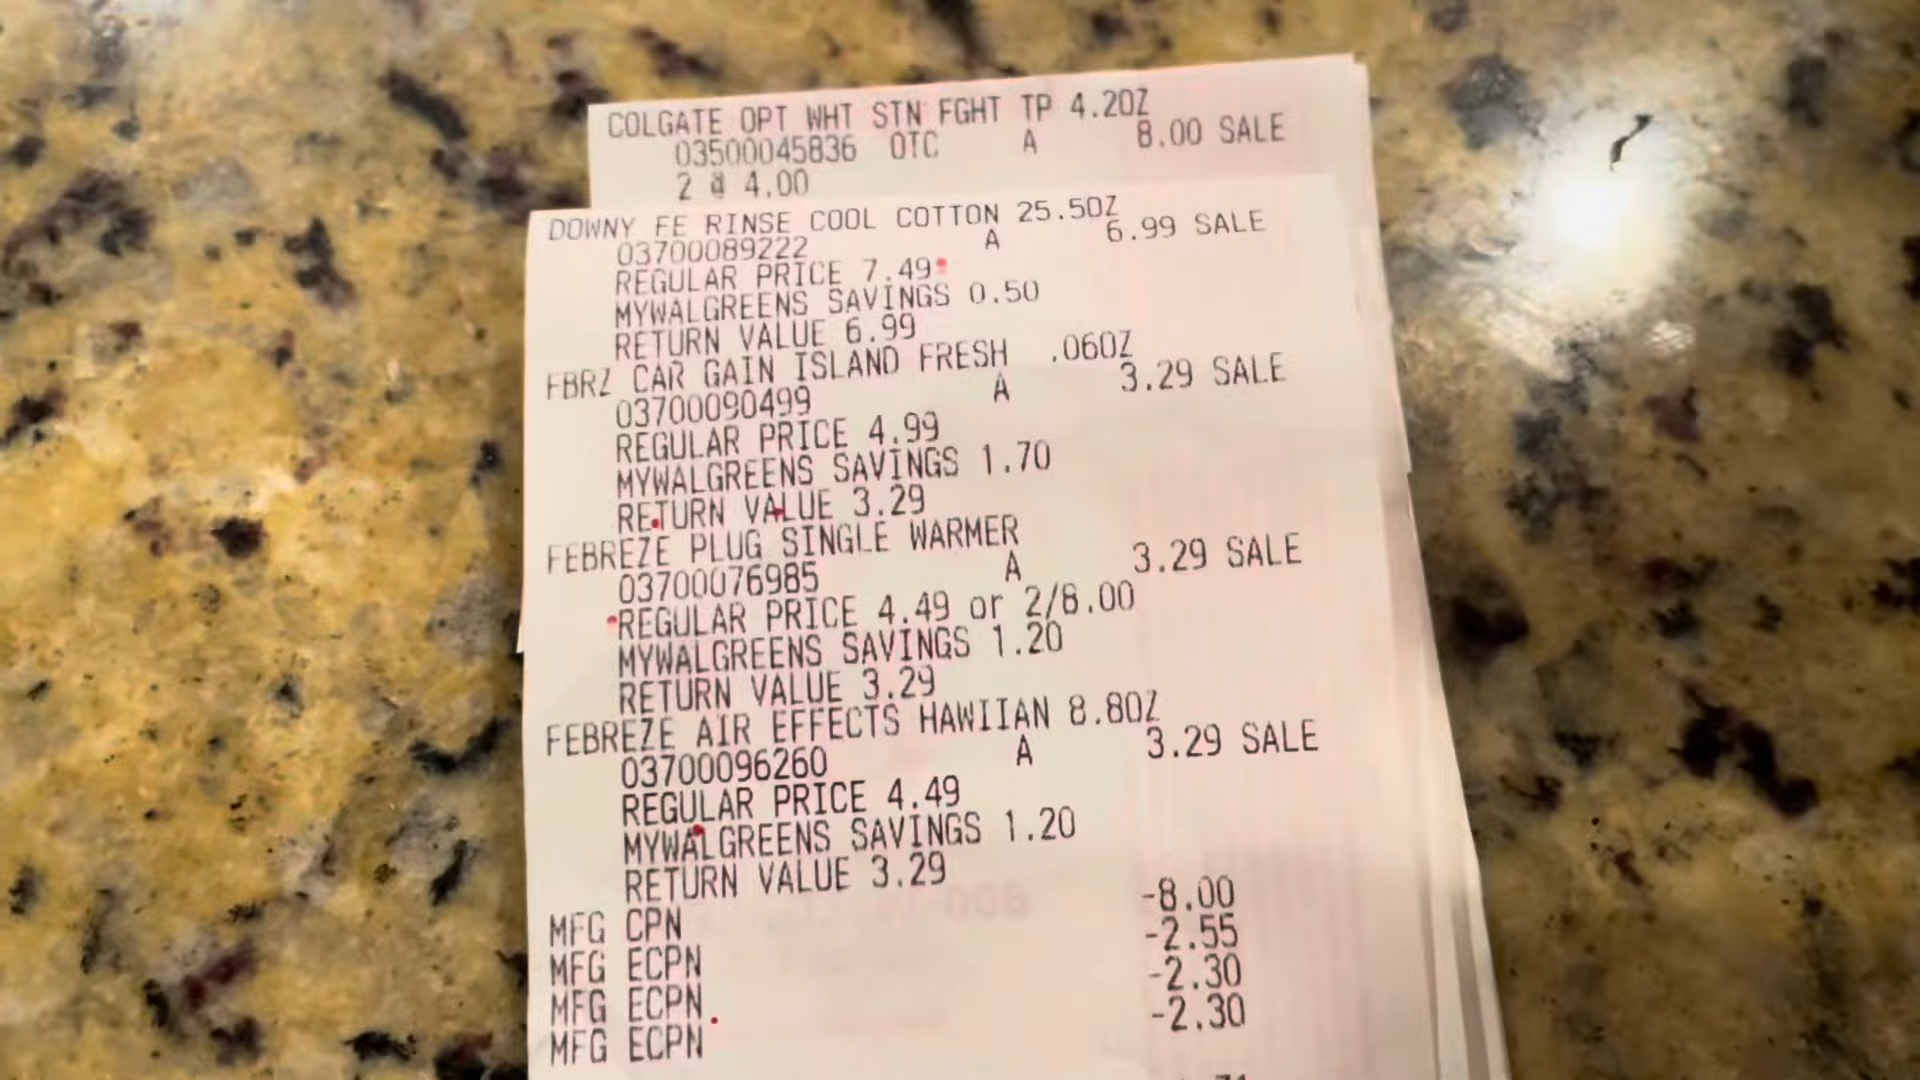 COLGATE OPT WHT STN FGHT TP 4.2OZ
03500045836 OTC A 8.00 SALE
2 @ 4.00
DOWNY FE RINSE COOL COTTON 25.5OZ
03700089222 A 6.99 SALE
REGULAR PRICE 7.49
MYWALGREENS SAVINGS 0.50
RETURN VALUE 6.99
FBRZ CAR GAIN ISLAND FRESH .06OZ
03700090499 A 3.29 SALE
REGULAR PRICE 4.99
MYWALGREENS SAVINGS 1.70
RETURN VALUE 3.29
FEBREZE PLUG SINGLE WARMER
03700076985 A 3.29 SALE
REGULAR PRICE 4.49 or 2/8.00
MYWALGREENS SAVINGS 1.20
RETURN VALUE 3.29
FEBREZE AIR EFFECTS HAWIIAN 8.8OZ
03700096260 A 3.29 SALE
REGULAR PRICE 4.49
MYWALGREENS SAVINGS 1.20
RETURN VALUE 3.29
MFG CPN -8.00
MFG ECPN -2.55
MFG ECPN -2.30
MFG ECPN -2.30